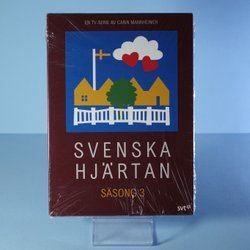 EN TV-SERIE AV CARIN MANNHEIMER
SVENSKA
HJÄRTAN
SÄSONG 3
svt